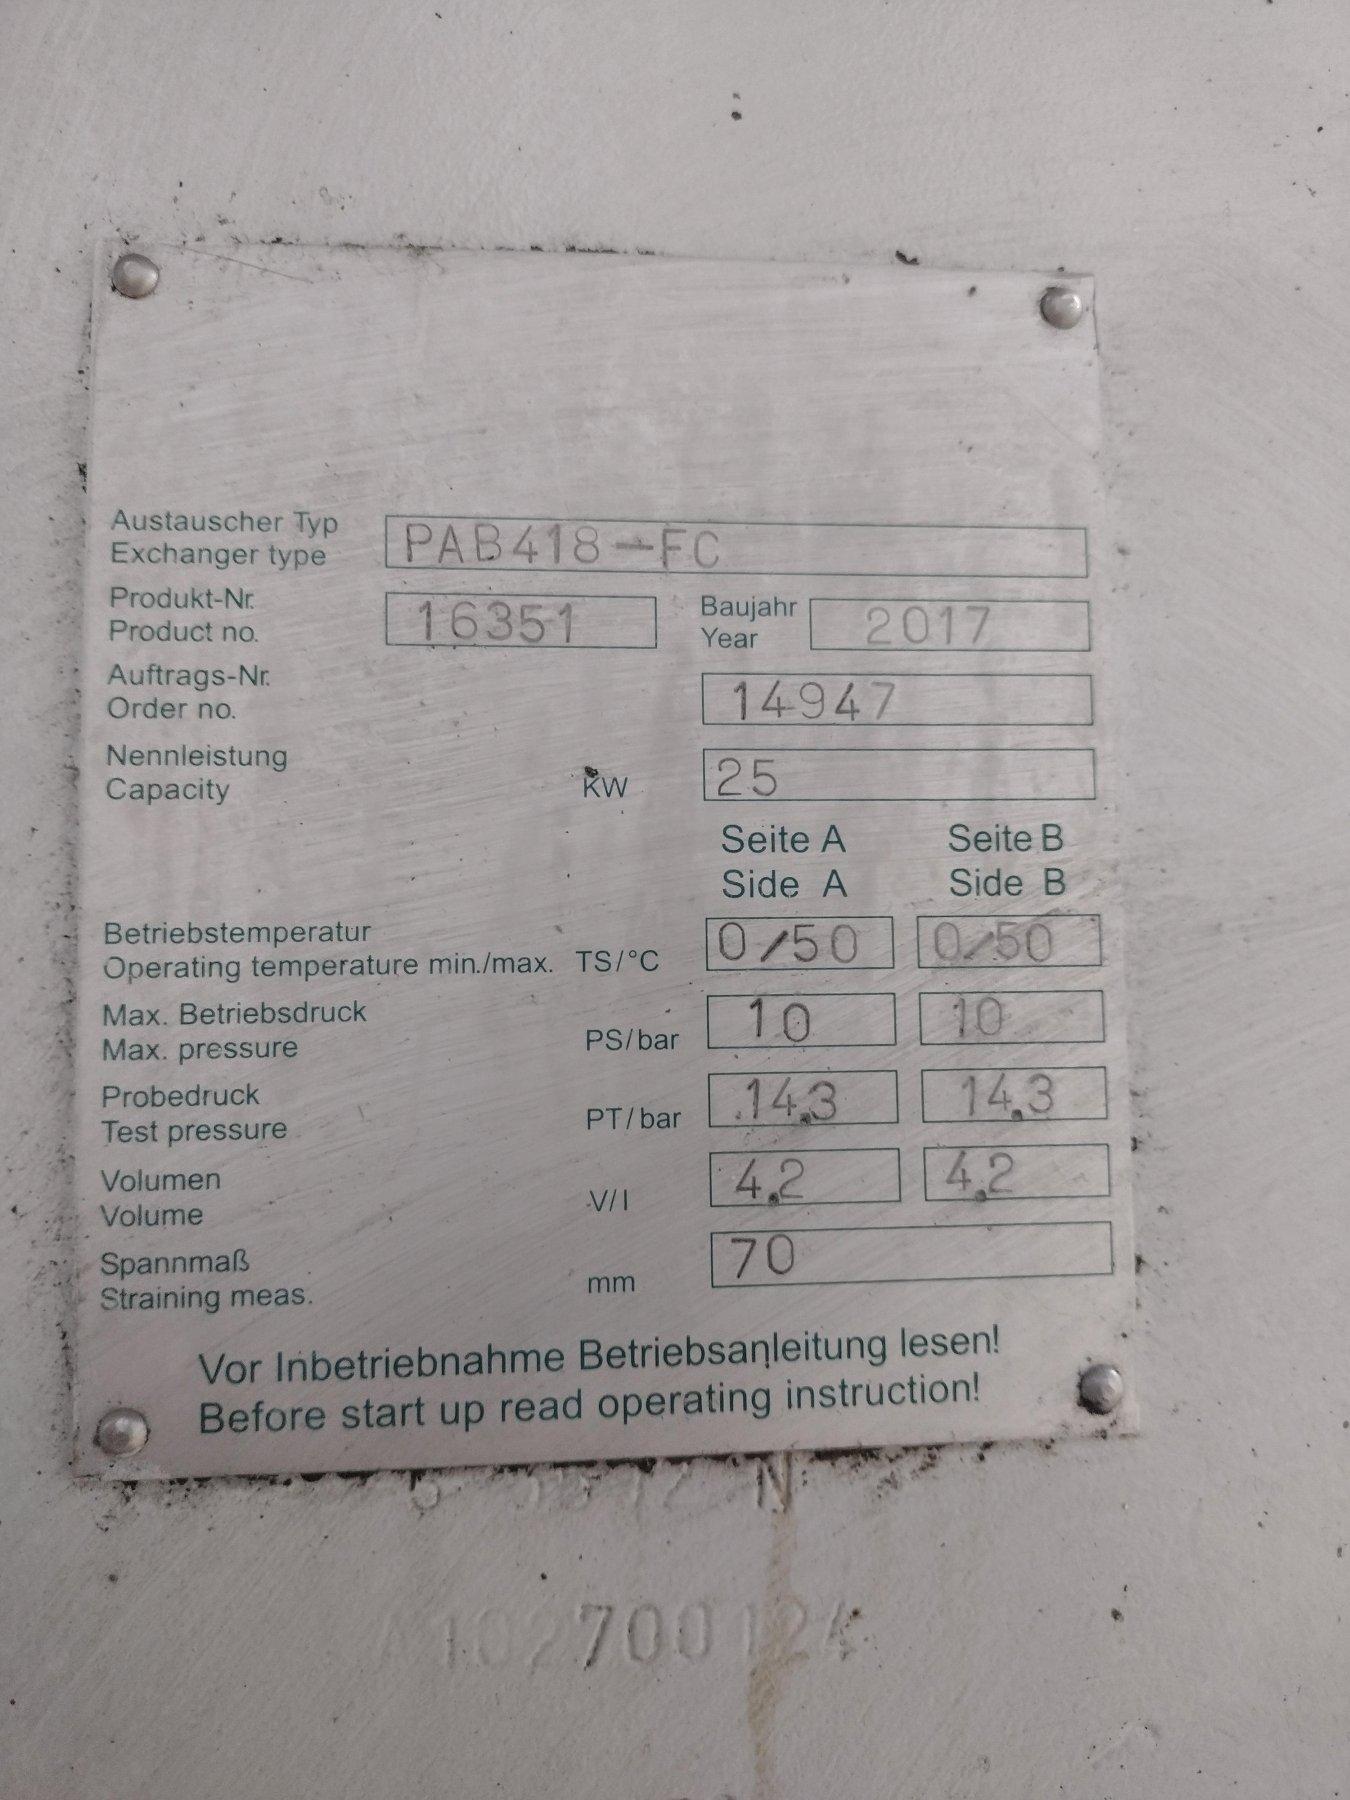 Austauscher Typ
Exchanger type PAB418-FC
Produkt-Nr.
Product no. 16351
Baujahr
Year 2017
Auftrags-Nr.
Order no. 14947
Nennleistung
Capacity KW 25
Seite A Seite B
Side A Side B
Betriebstemperatur
Operating temperature min./max. TS/°C 0/50 0/50
Max. Betriebsdruck
Max. pressure PS/bar 10 10
Probedruck
Test pressure PT/bar 14.3 14.3
Volumen
Volume V/l 4.2 4.2
Spannmaß
Straining meas. mm 70
Vor Inbetriebnahme Betriebsanleitung lesen!
Before start up read operating instruction!
A102700124